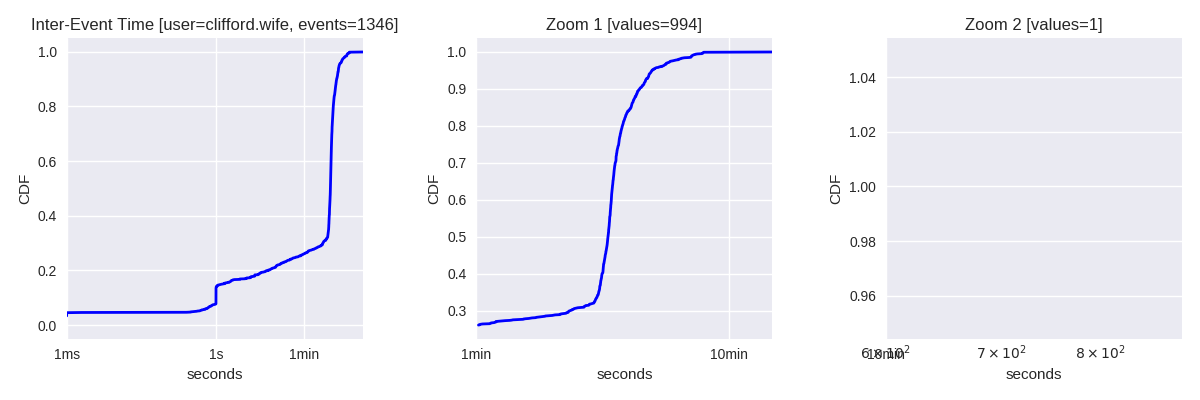 Inter-Event Time [user=clifford.wife, events=1346]
CDF
1.0
0.8
0.6
0.4
0.2
0.0
1ms 1s 1min
seconds
Zoom 1 [values=994]
CDF
1.0
0.9
0.8
0.7
0.6
0.5
0.4
0.3
1min 10min
seconds
Zoom 2 [values=1]
CDF
1.04
1.02
1.00
0.98
0.96
10min 6 × 10² 7 × 10² 8 × 10²
seconds